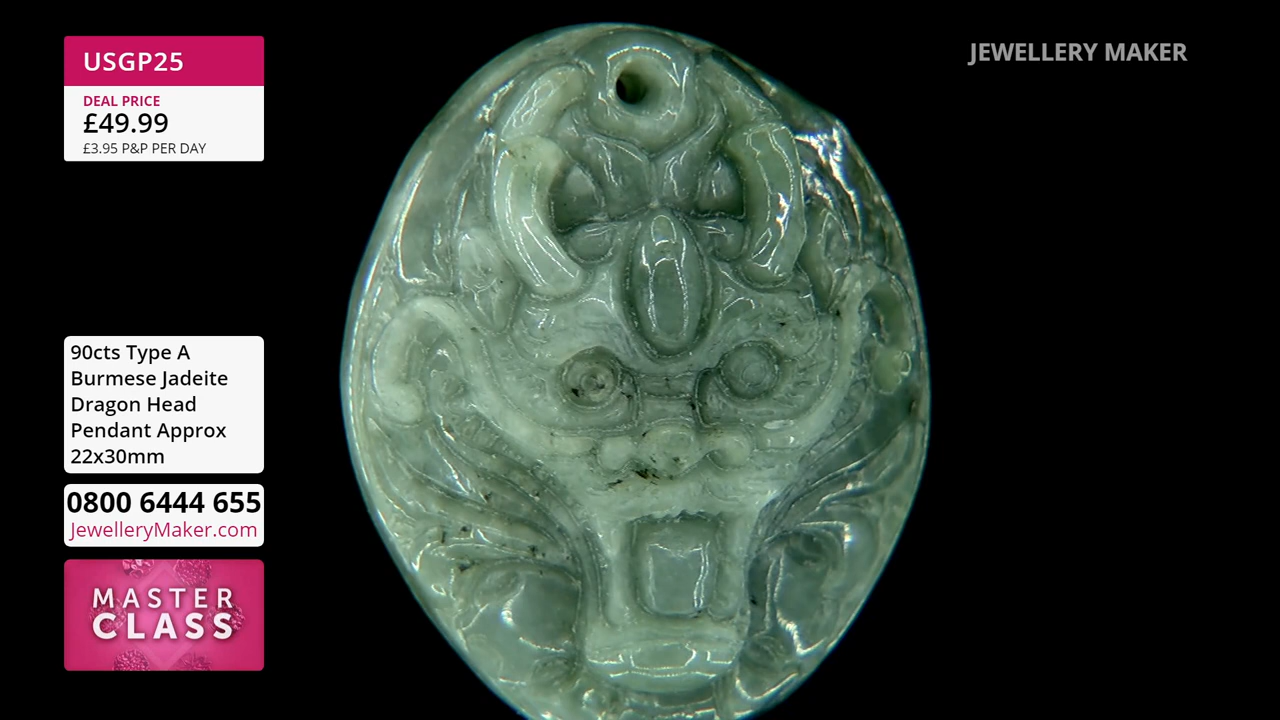 USGP25
DEAL PRICE
£49.99
£3.95 P&P PER DAY
JEWELLERY MAKER
90cts Type A
Burmese Jadeite
Dragon Head
Pendant Approx
22x30mm
0800 6444 655
JewelleryMaker.com
MASTER
CLASS